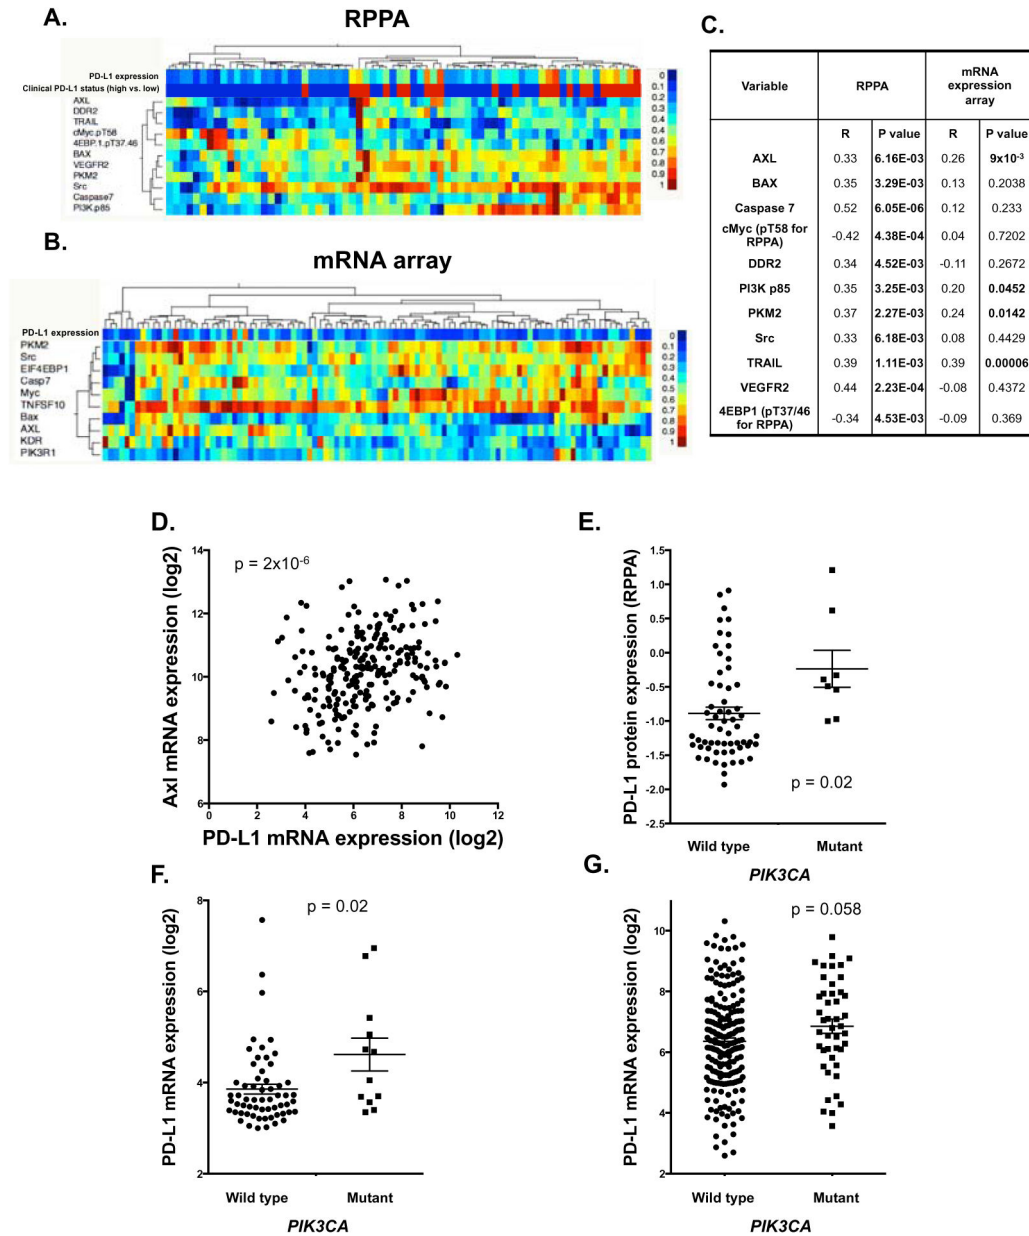 A.
RPPA
PD-L1 expression
Clinical PD-L1 status (high vs. low)
AXL
DDR2
TRAIL
cMyc.pT58
4EBP.1.pT37.46
BAX
VEGFR2
PKM2
Src
Caspase7
PI3K.p85
0
0.1
0.2
0.3
0.4
0.5
0.6
0.7
0.8
0.9
1
B.
mRNA array
PD-L1 expression
PKM2
Src
EIF4EBP1
Casp7
Myc
TNFSF10
Bax
AXL
KDR
PIK3R1
0
0.1
0.2
0.3
0.4
0.5
0.6
0.7
0.8
0.9
1
C.
Variable RPPA mRNA expression array
R P value R P value
AXL 0.33 6.16E-03 0.26 9x10-3
BAX 0.35 3.29E-03 0.13 0.2038
Caspase 7 0.52 6.05E-06 0.12 0.233
cMyc (pT58 for RPPA) -0.42 4.38E-04 0.04 0.7202
DDR2 0.34 4.52E-03 -0.11 0.2672
PI3K p85 0.35 3.25E-03 0.20 0.0452
PKM2 0.37 2.27E-03 0.24 0.0142
Src 0.33 6.18E-03 0.08 0.4429
TRAIL 0.39 1.11E-03 0.39 0.00006
VEGFR2 0.44 2.23E-04 -0.08 0.4372
4EBP1 (pT37/46 for RPPA) -0.34 4.53E-03 -0.09 0.369
D.
p = 2x10-6
Axl mRNA expression (log2)
14
12
10
8
6
0 2 4 6 8 10 12
PD-L1 mRNA expression (log2)
E.
PD-L1 protein expression (RPPA)
1.5
1.0
0.5
0.0
-0.5
-1.0
-1.5
-2.0
-2.5
p = 0.02
Wild type Mutant
PIK3CA
F.
PD-L1 mRNA expression (log2)
8
6
4
2
p = 0.02
Wild type Mutant
PIK3CA
G.
PD-L1 mRNA expression (log2)
10
8
6
4
2
p = 0.058
Wild type Mutant
PIK3CA